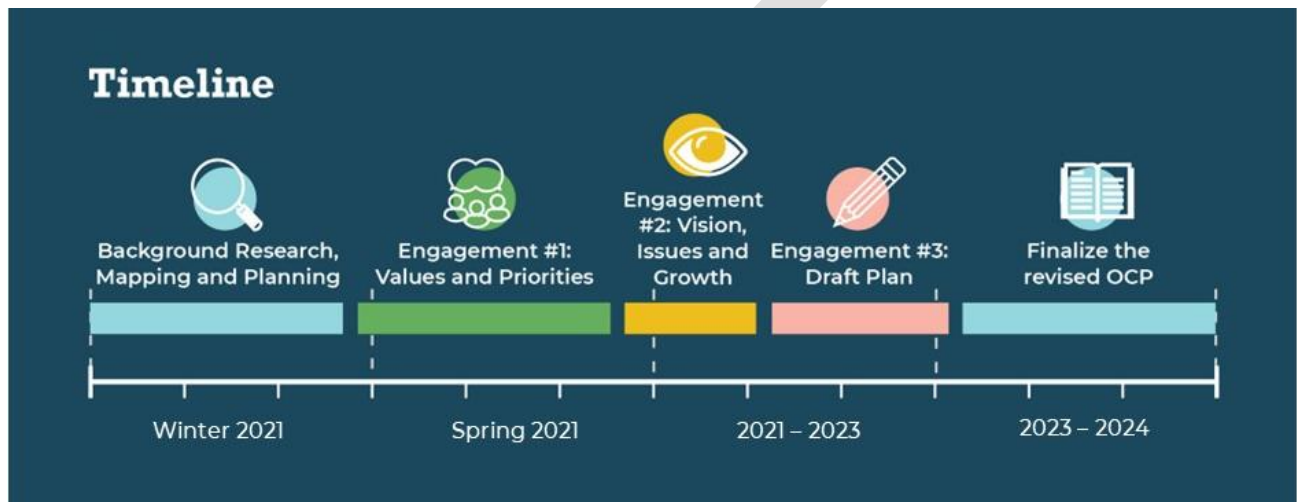 Timeline
Background Research,
Mapping and Planning
Engagement #1:
Values and Priorities
Engagement
#2: Vision,
Issues and
Growth
Engagement #3:
Draft Plan
Finalize the
revised OCP
Winter 2021
Spring 2021
2021 – 2023
2023 – 2024